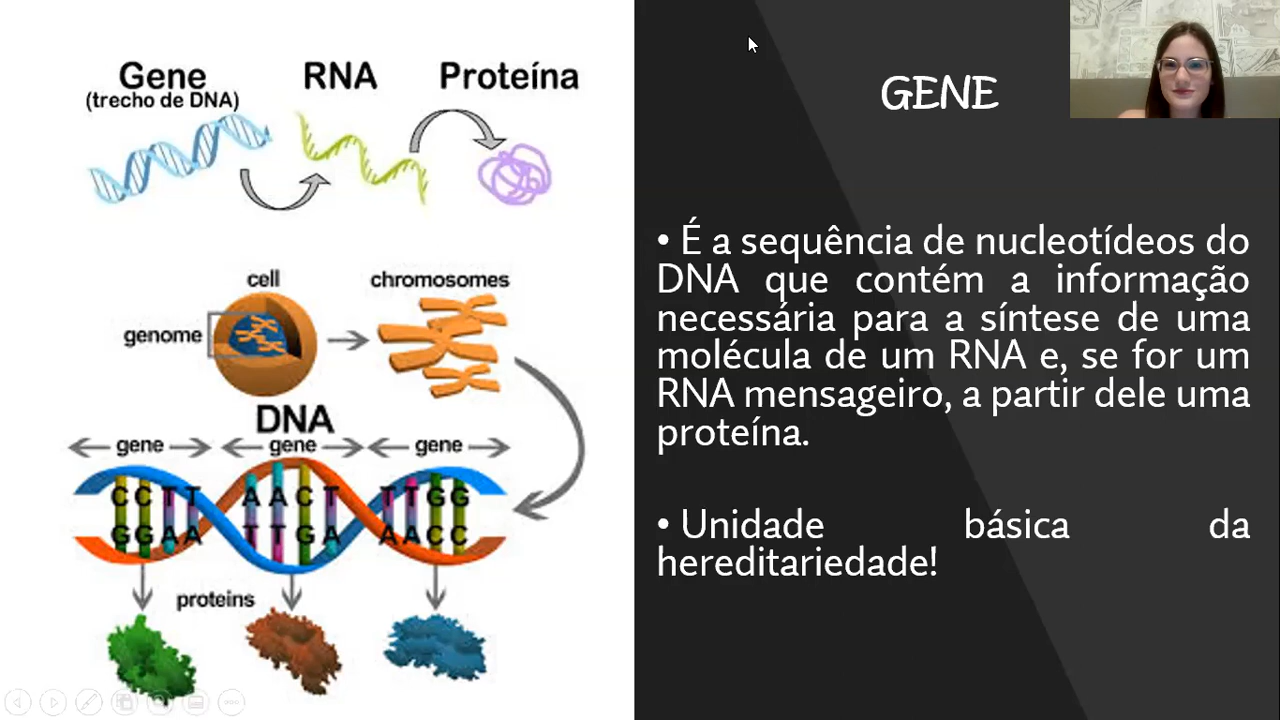 Gene
(trecho de DNA)
RNA
Proteína
cell
chromosomes
genome
DNA
gene
gene
gene
CCTT
AACT
TTGG
GGAA
TTGA
AACC
proteins
GENE
• É a sequência de nucleotídeos do
DNA que contém a informação
necessária para a síntese de uma
molécula de um RNA e, se for um
RNA mensageiro, a partir dele uma
proteína.
• Unidade básica da
hereditariedade!